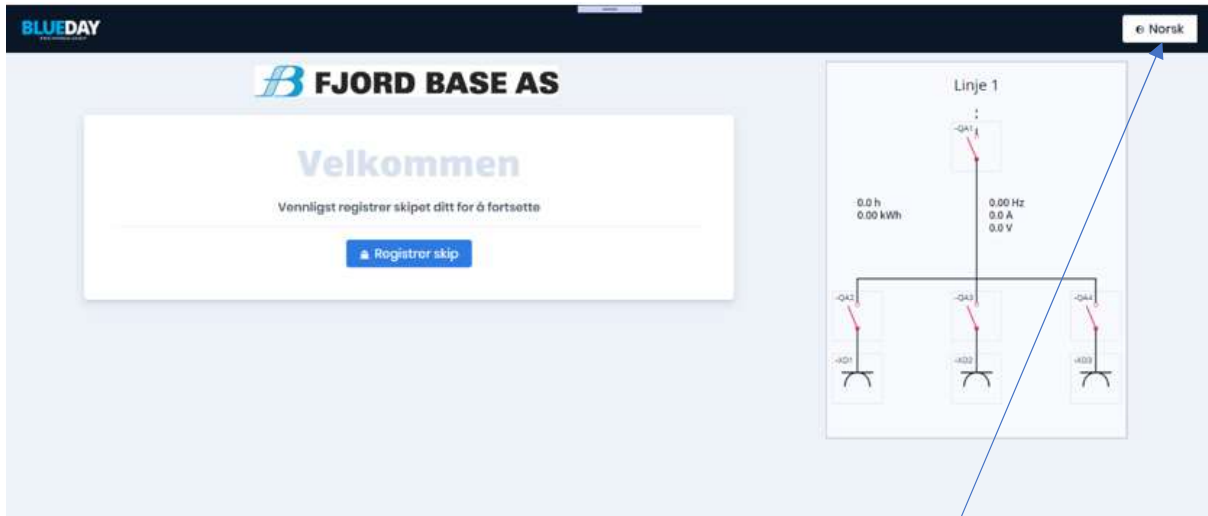 BLUEDAY
Norsk
FJORD BASE AS
Velkommen
Vennligst registrer skipet ditt for å fortsette
Registrer skip
Linje 1
-QA1
0.0 h
0.00 kWh
0.00 Hz
0.0 A
0.0 V
-QA2
-QA3
-QA4
-XD1
-XD2
-XD3